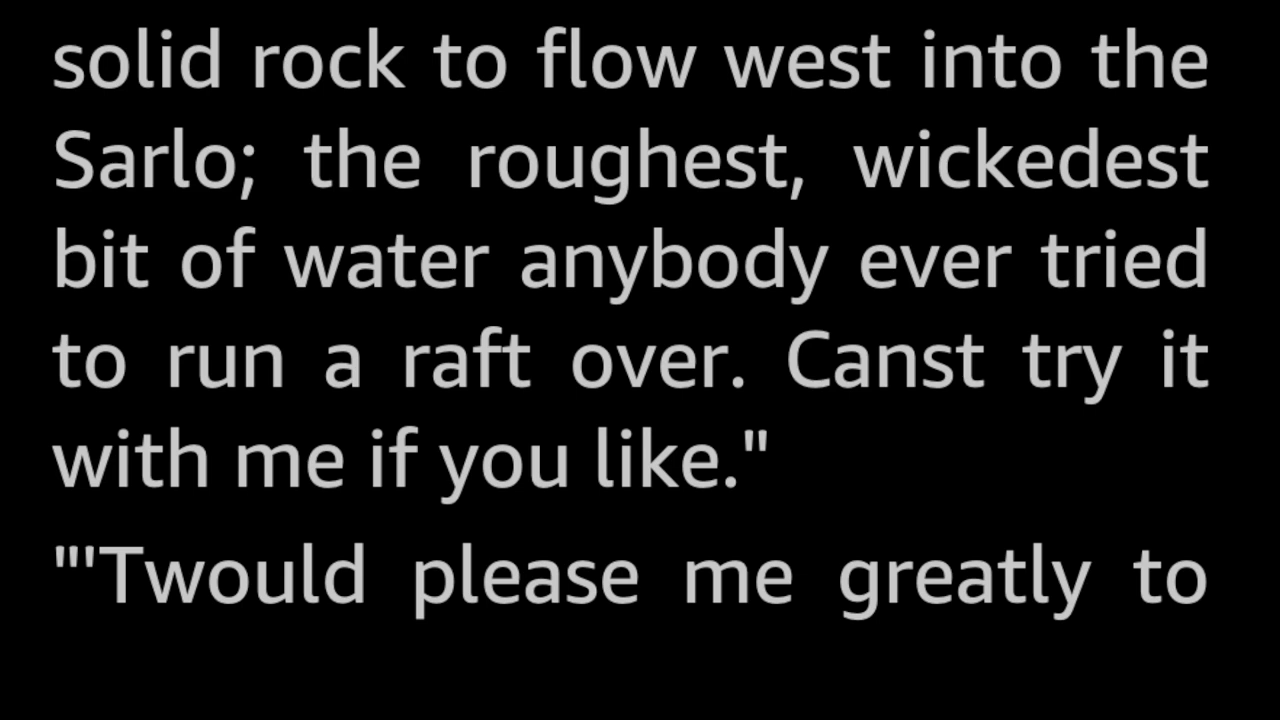 solid rock to flow west into the
Sarlo; the roughest, wickedest
bit of water anybody ever tried
to run a raft over. Canst try it
with me if you like."
"'Twould please me greatly to